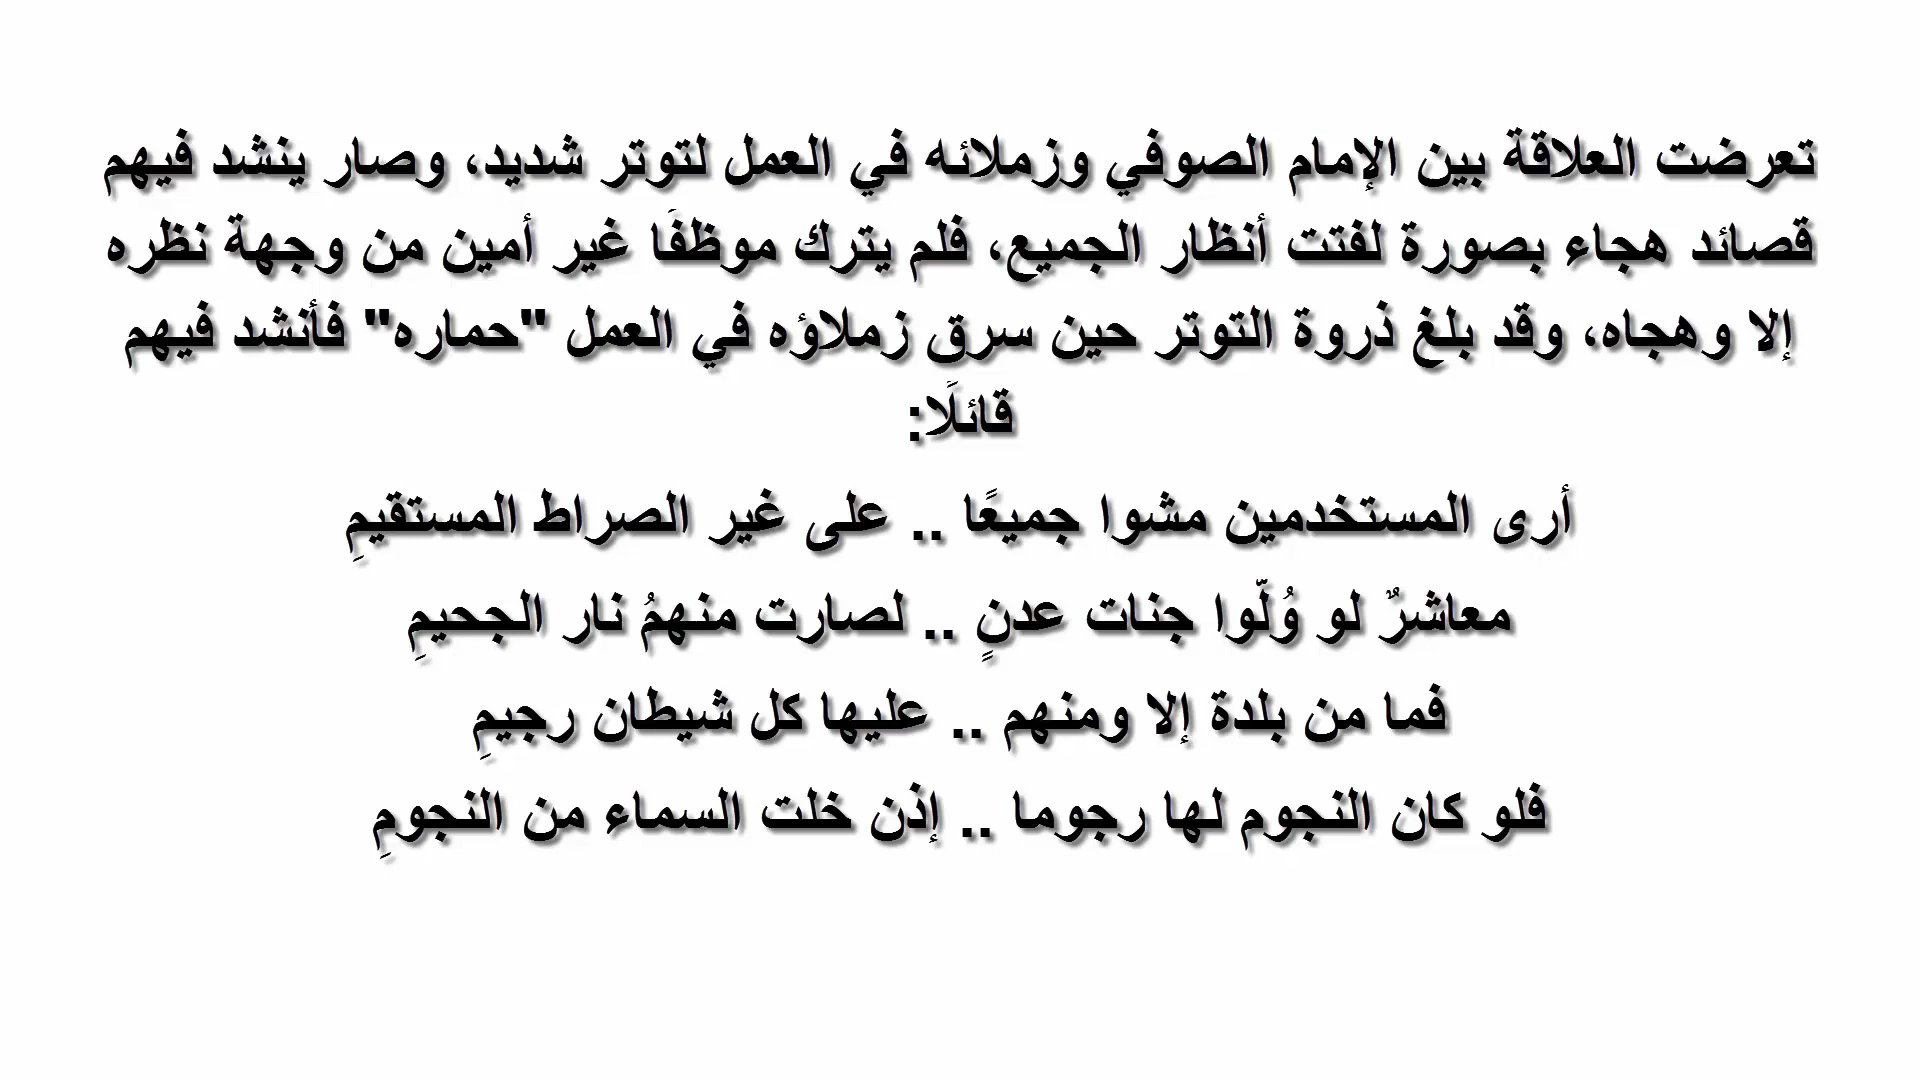 تعرضت العلاقة بين الإمام الصوفي وزملائه في العمل لتوتر شديد، وصار ينشد فيهم
قصائد هجاء بصورة لفتت أنظار الجميع، فلم يترك موظفًا غير أمين من وجهة نظره
إلا وهجاه، وقد بلغ ذروة التوتر حين سرق زملاؤه في العمل "حماره" فأنشد فيهم
قائلًا:
أرى المستخدمين مشوا جميعًا .. على غير الصراط المستقيمِ
معاشرٌ لو وُلّوا جنات عدنٍ .. لصارت منهمُ نار الجحيمِ
فما من بلدة إلا ومنهم .. عليها كل شيطان رجيمِ
فلو كان النجوم لها رجوما .. إذن خلت السماء من النجومِ